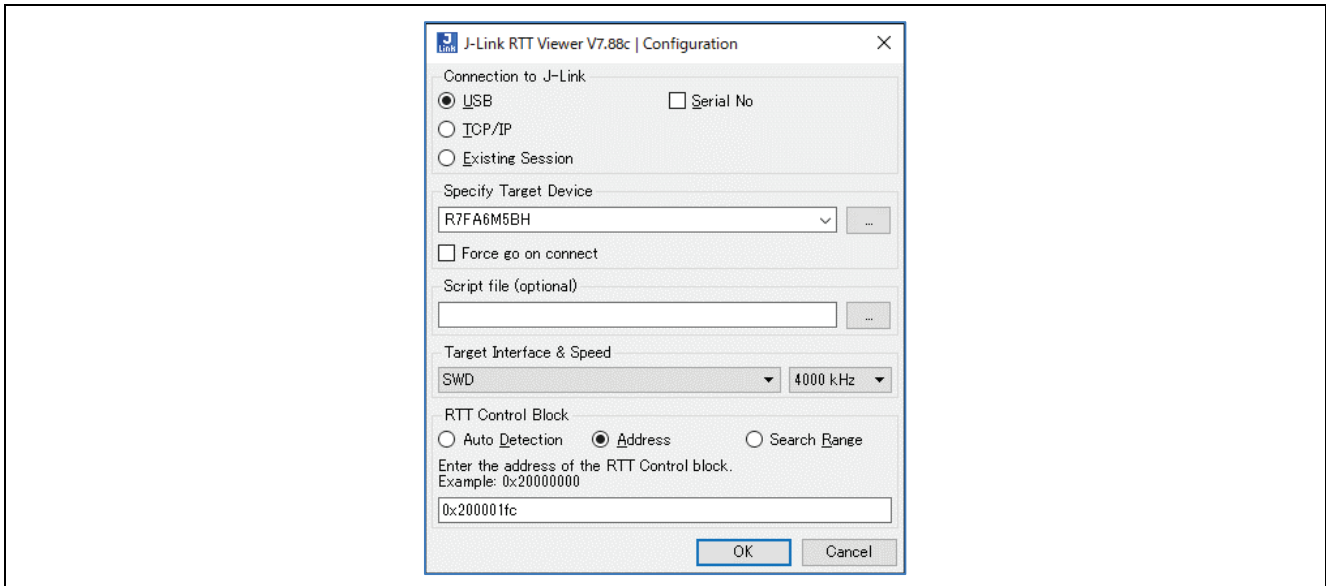 J-Link RTT Viewer V7.88c | Configuration
Connection to J-Link
USB Serial No
TCP/IP
Existing Session
Specify Target Device
R7FA6M5BH ...
Force go on connect
Script file (optional)
...
Target Interface & Speed
SWD 4000 kHz
RTT Control Block
Auto Detection Address Search Range
Enter the address of the RTT Control block.
Example: 0x20000000
0x200001fc
OK Cancel